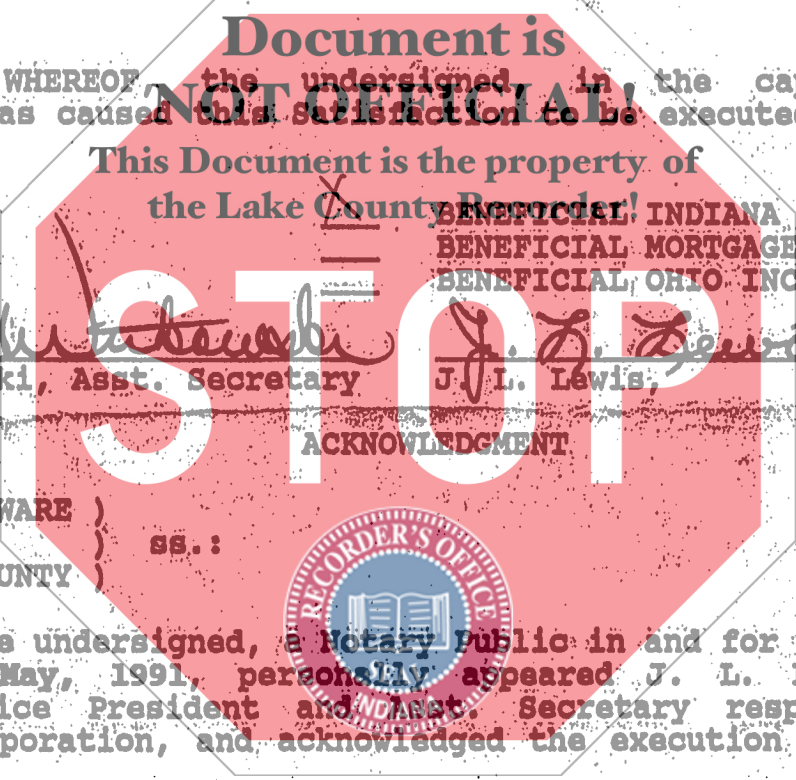 Document is
WHEREOF the undersigned in the ca
NOT OFFICIAL!
as caused this Satisfaction to be executed
This Document is the property of
the Lake County Recorder!
BENEFICIAL INDIANA
BENEFICIAL MORTGAGE
BENEFICIAL OHIO INC
STOP
J. L. Lewis
ki, Asst. Secretary J. L. Lewis,
ACKNOWLEDGMENT
WARE )
) ss.:
UNTY )
RECORDER'S OFFICE
SEAL
INDIANA
e undersigned, a Notary Public in and for
May, 1991, personally appeared J. L.
ice President and Asst. Secretary resp
poration, and acknowledged the execution